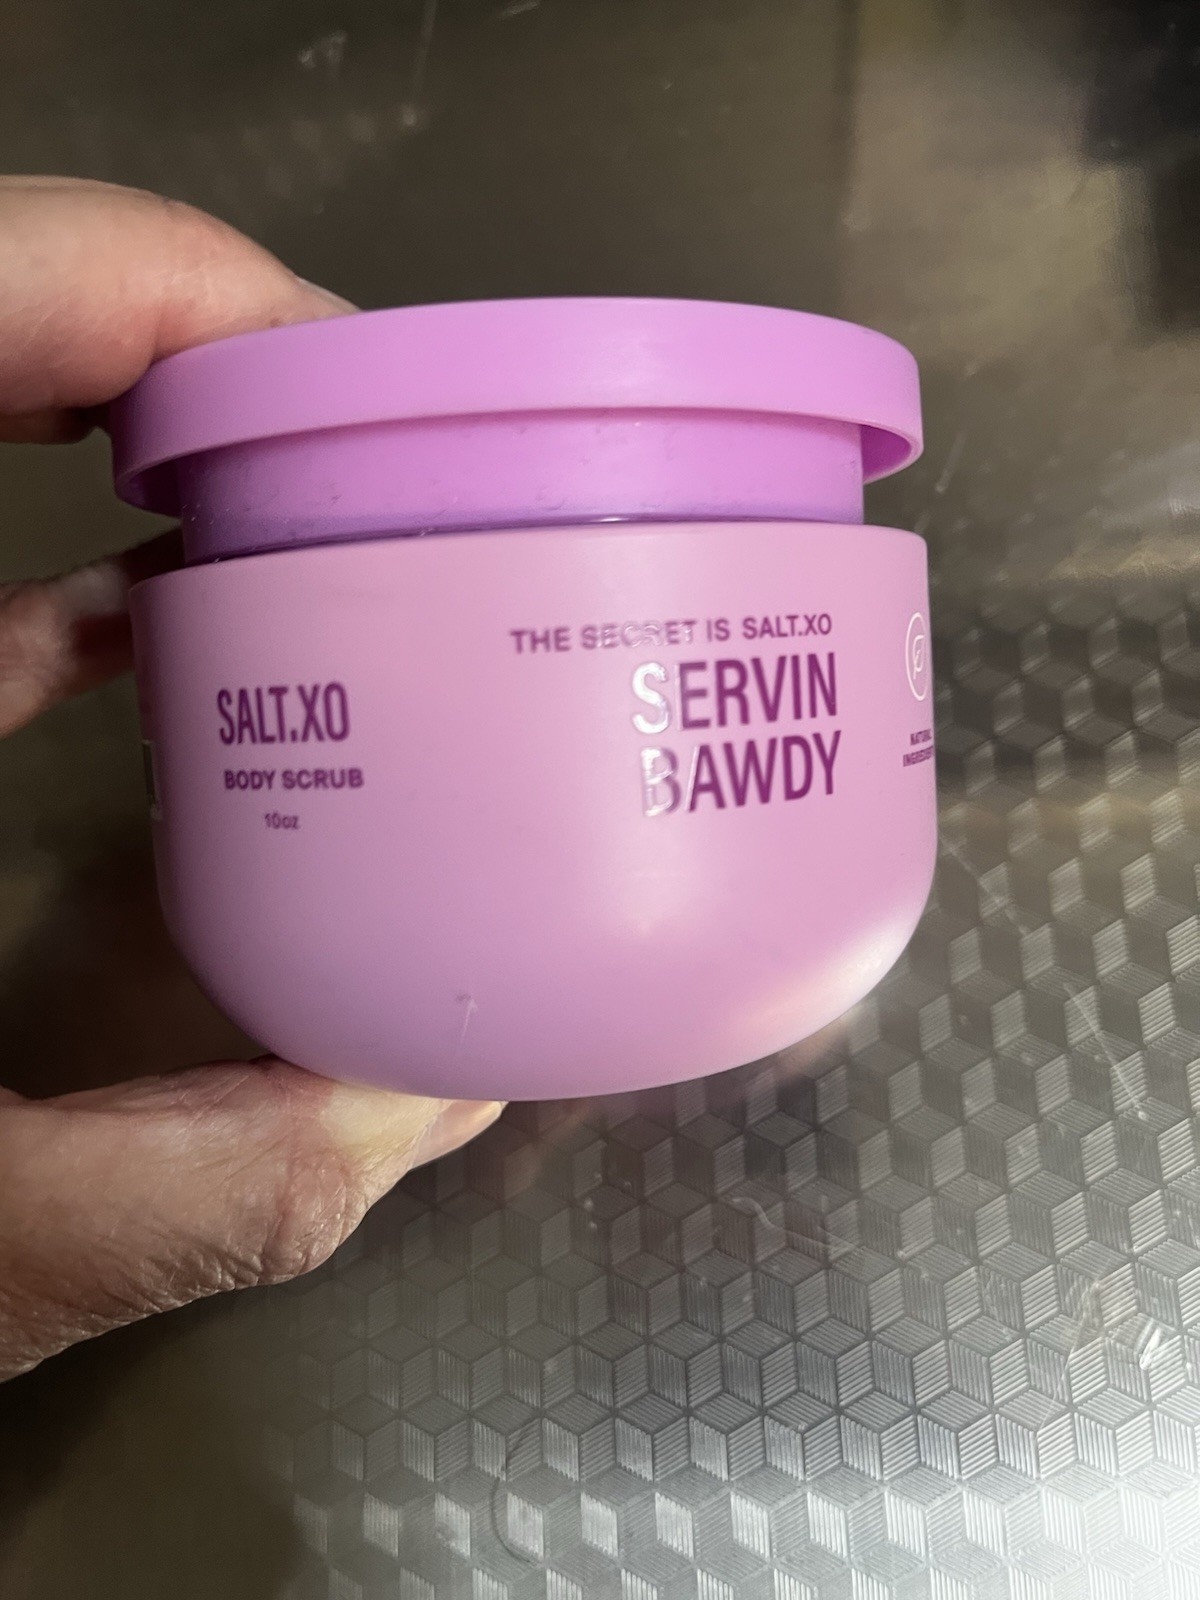 SALT.XO
BODY SCRUB
10oz
THE SECRET IS SALT.XO
SERVIN
BAWDY